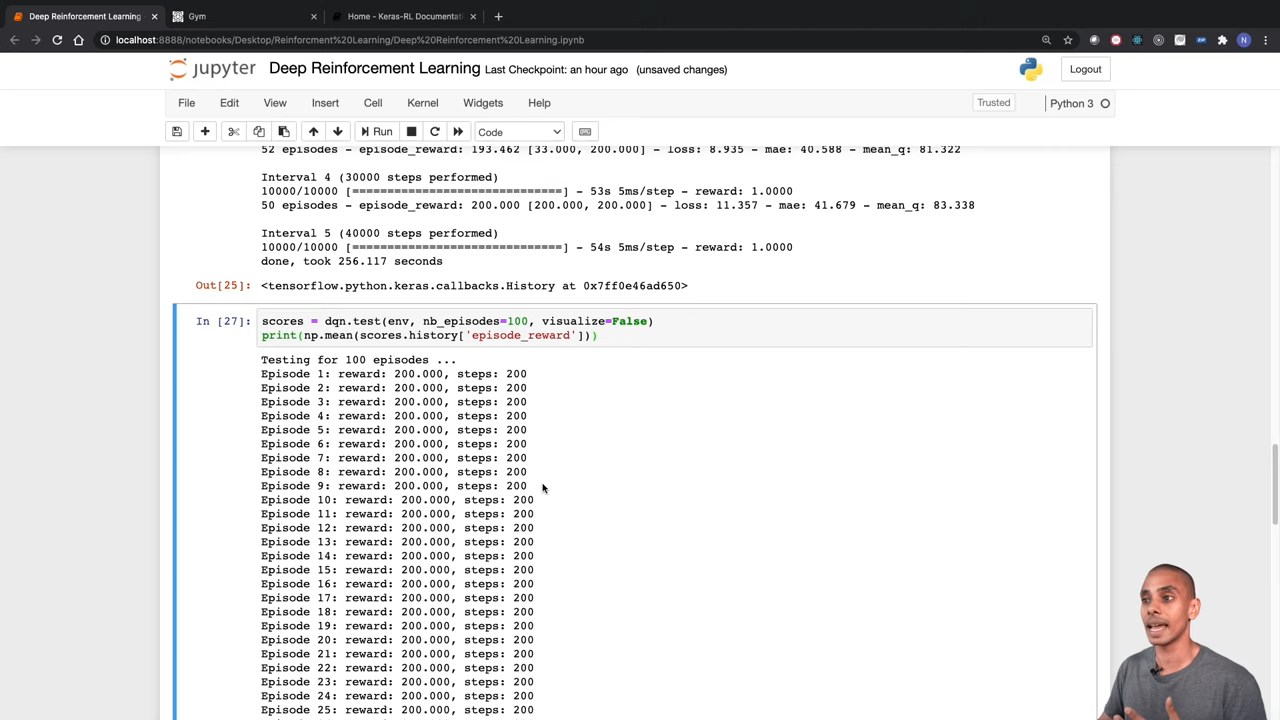 Deep Reinforcement Learning
Gym
Home - Keras-RL Documentat
localhost:8888/notebooks/Desktop/Reinforcment%20Learning/Deep%20Reinforcement%20Learning.ipynb
N
jupyter Deep Reinforcement Learning Last Checkpoint: an hour ago (unsaved changes)
Logout
File Edit View Insert Cell Kernel Widgets Help
Trusted
Python 3
Run
Code
52 episodes - episode_reward: 193.462 [33.000, 200.000] - loss: 8.935 - mae: 40.588 - mean_q: 81.322
Interval 4 (30000 steps performed)
10000/10000 [==============================] - 53s 5ms/step - reward: 1.0000
50 episodes - episode_reward: 200.000 [200.000, 200.000] - loss: 11.357 - mae: 41.679 - mean_q: 83.338
Interval 5 (40000 steps performed)
10000/10000 [==============================] - 54s 5ms/step - reward: 1.0000
done, took 256.117 seconds
Out[25]: <tensorflow.python.keras.callbacks.History at 0x7ff0e46ad650>
In [27]: scores = dqn.test(env, nb_episodes=100, visualize=False)
print(np.mean(scores.history['episode_reward']))
Testing for 100 episodes ...
Episode 1: reward: 200.000, steps: 200
Episode 2: reward: 200.000, steps: 200
Episode 3: reward: 200.000, steps: 200
Episode 4: reward: 200.000, steps: 200
Episode 5: reward: 200.000, steps: 200
Episode 6: reward: 200.000, steps: 200
Episode 7: reward: 200.000, steps: 200
Episode 8: reward: 200.000, steps: 200
Episode 9: reward: 200.000, steps: 200
Episode 10: reward: 200.000, steps: 200
Episode 11: reward: 200.000, steps: 200
Episode 12: reward: 200.000, steps: 200
Episode 13: reward: 200.000, steps: 200
Episode 14: reward: 200.000, steps: 200
Episode 15: reward: 200.000, steps: 200
Episode 16: reward: 200.000, steps: 200
Episode 17: reward: 200.000, steps: 200
Episode 18: reward: 200.000, steps: 200
Episode 19: reward: 200.000, steps: 200
Episode 20: reward: 200.000, steps: 200
Episode 21: reward: 200.000, steps: 200
Episode 22: reward: 200.000, steps: 200
Episode 23: reward: 200.000, steps: 200
Episode 24: reward: 200.000, steps: 200
Episode 25: reward: 200.000, steps: 200